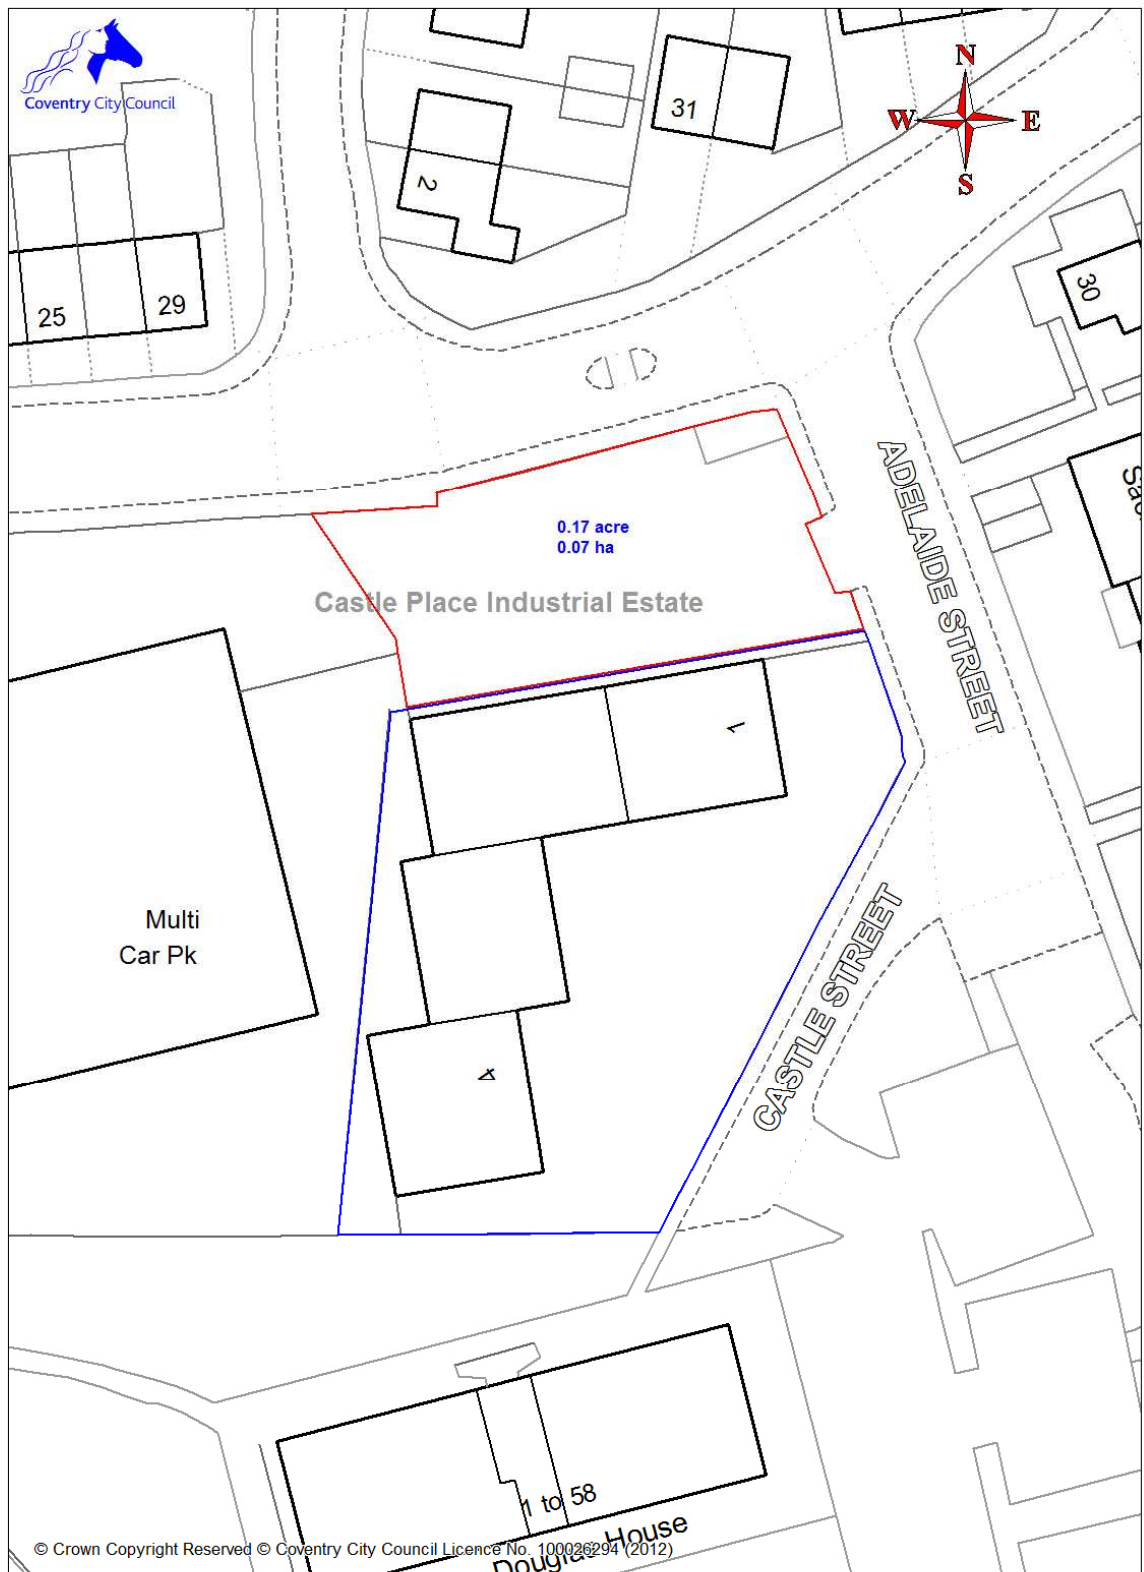 Coventry City Council
N
W E
S
31
2
25
29
30
0.17 acre
0.07 ha
Castle Place Industrial Estate
ADELAIDE STREET
1
Multi
Car Pk
CASTLE STREET
4
1 to 58
Douglas House
© Crown Copyright Reserved © Coventry City Council Licence No. 100026294 (2012)